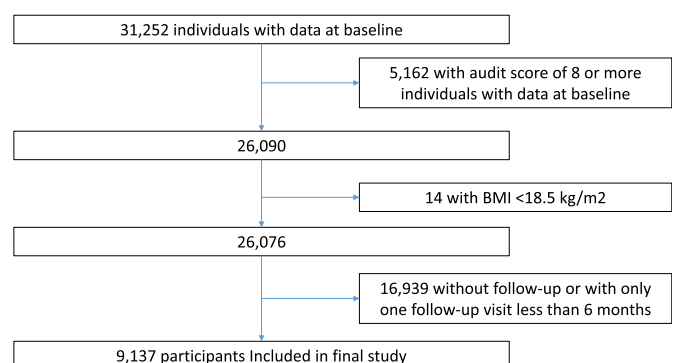 31,252 individuals with data at baseline
5,162 with audit score of 8 or more
individuals with data at baseline
26,090
14 with BMI <18.5 kg/m2
26,076
16,939 without follow-up or with only
one follow-up visit less than 6 months
9,137 participants Included in final study